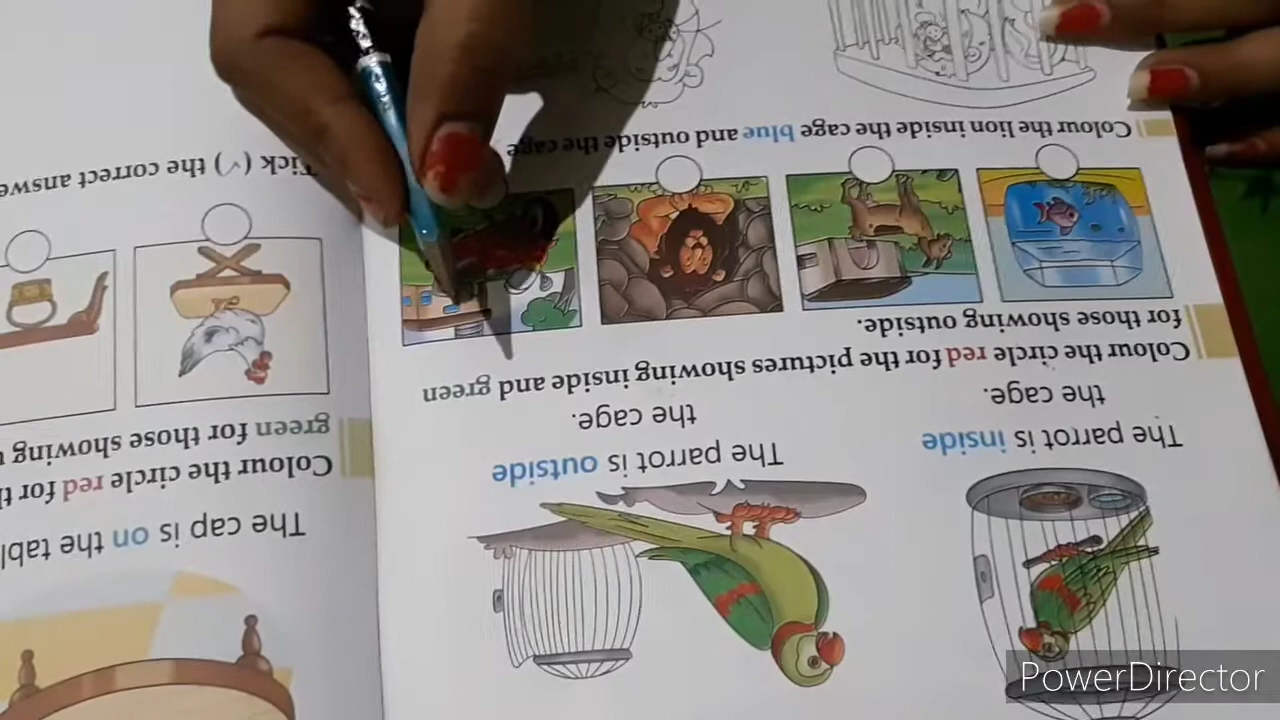 The parrot is inside
the cage.
The parrot is outside
the cage.
Colour the circle red for the pictures showing inside and green
for those showing outside.
Colour the lion inside the cage blue and outside the cage
The cap is on the
Colour the circle red for
green for those showing
Tick (✓) the correct
PowerDirector